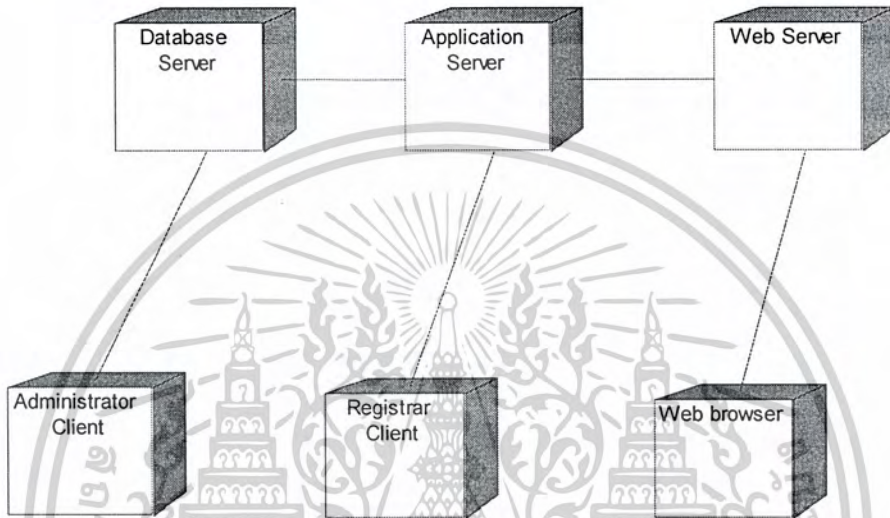 Database
Server
Application
Server
Web Server
Administrator
Client
Registrar
Client
Web browser